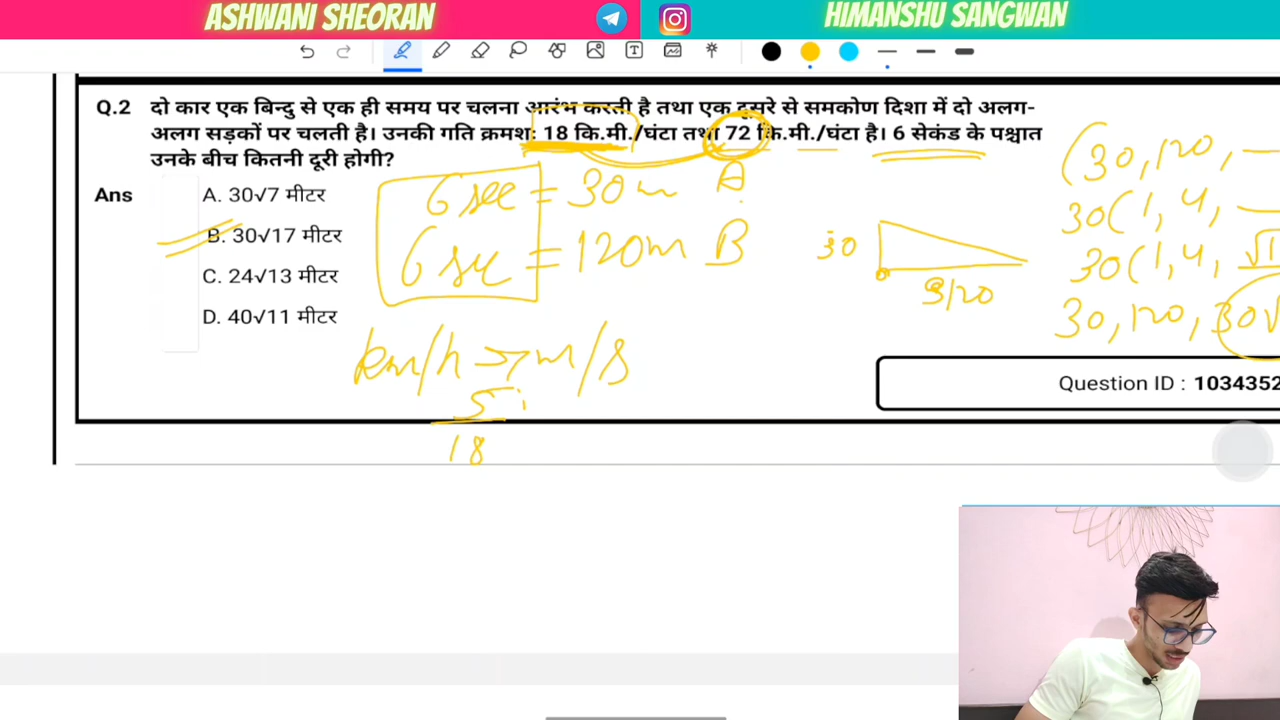 ASHWANI SHEORAN
HIMANSHU SANGWAN
Q.2 दो कार एक बिन्दु से एक ही समय पर चलना आरंभ करती है तथा एक दूसरे से समकोण दिशा में दो अलग-
अलग सड़कों पर चलती है। उनकी गति क्रमशः 18 कि.मी./घंटा तथा 72 कि.मी./घंटा है। 6 सेकंड के पश्चात
उनके बीच कितनी दूरी होगी?
Ans
A. 30√7 मीटर
B. 30√17 मीटर
C. 24√13 मीटर
D. 40√11 मीटर
6 sec = 30m A
6 sec = 120m B
km/h → m/s
5
18
30
120
(30, 120,
30(1, 4,
30(1, 4, √1
30, 120, 30√
Question ID : 1034352